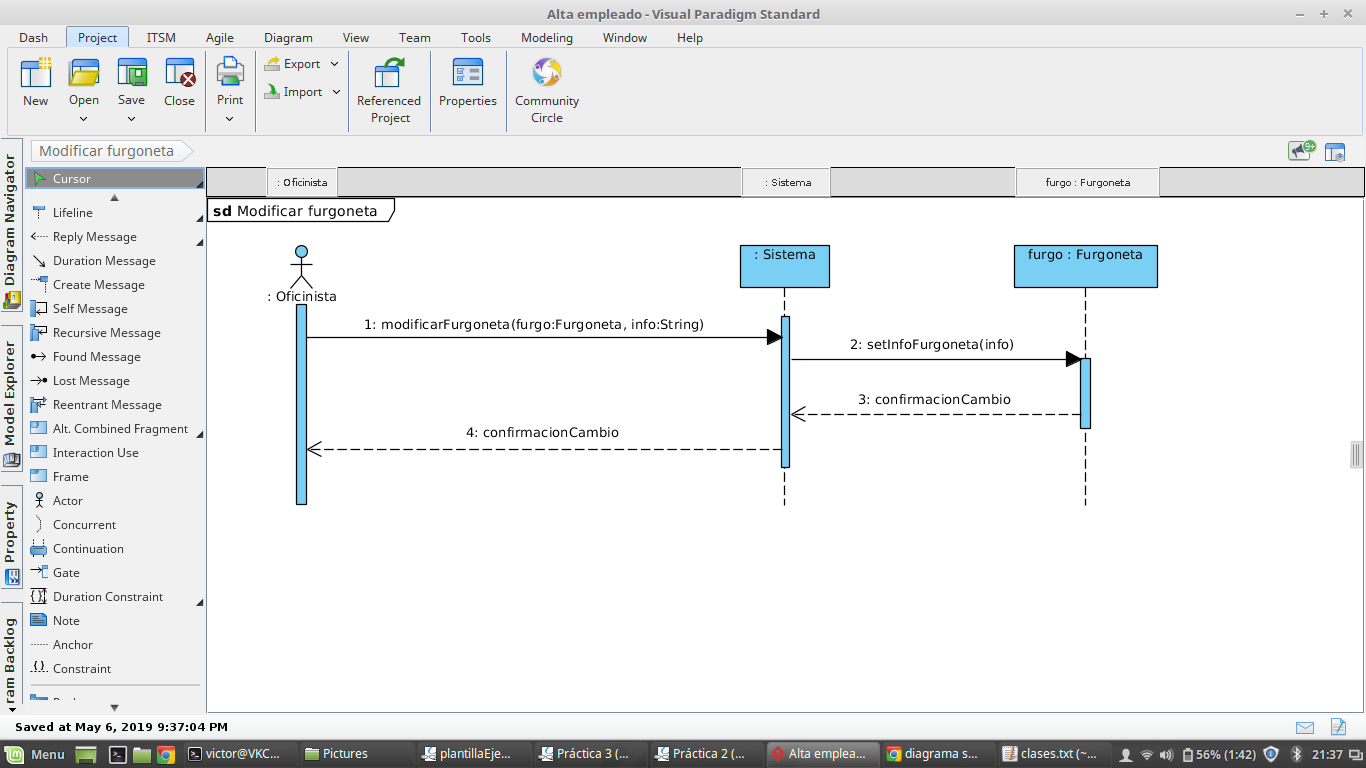 Alta empleado - Visual Paradigm Standard
Dash Project ITSM Agile Diagram View Team Tools Modeling Window Help
New Open Save Close Print Export Import Referenced Project Properties Community Circle
Modificar furgoneta
9+
Diagram Navigator
Model Explorer
Property
ram Backlog
Cursor
Lifeline
Reply Message
Duration Message
Create Message
Self Message
Recursive Message
Found Message
Lost Message
Reentrant Message
Alt. Combined Fragment
Interaction Use
Frame
Actor
Concurrent
Continuation
Gate
Duration Constraint
Note
Anchor
Constraint
: Oficinista : Sistema furgo : Furgoneta
sd Modificar furgoneta
: Sistema furgo : Furgoneta
: Oficinista
1: modificarFurgoneta(furgo:Furgoneta, info:String)
2: setInfoFurgoneta(info)
3: confirmacionCambio
4: confirmacionCambio
Saved at May 6, 2019 9:37:04 PM
Menu victor@VKC... Pictures plantillaEje... Práctica 3 (... Práctica 2 (... Alta emplea... diagrama s... clases.txt (~... 56% (1:42) 21:37